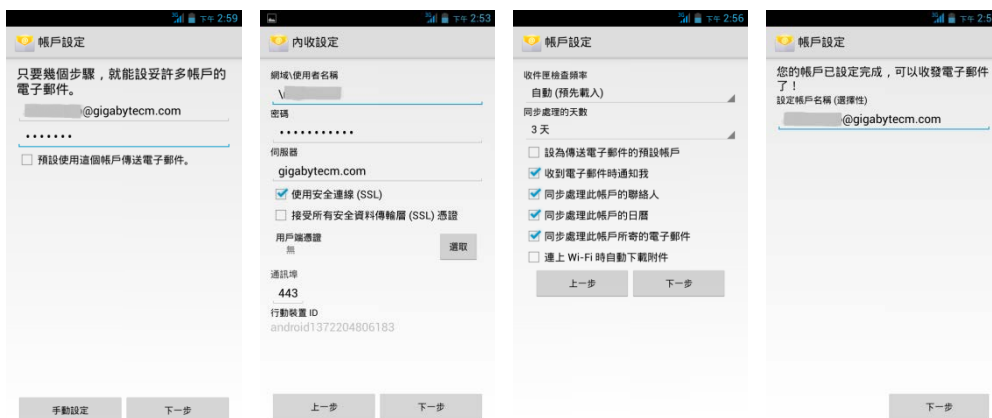 3G 下午 2:59
帳戶設定
只要幾個步驟，就能設妥許多帳戶的
電子郵件。
@gigabytecm.com
•••••••
預設使用這個帳戶傳送電子郵件。
手動設定
下一步
3G 下午 2:53
內收設定
網域\使用者名稱
\
密碼
•••••••••••
伺服器
gigabytecm.com
使用安全連線 (SSL)
接受所有安全資料傳輸層 (SSL) 憑證
用戶端憑證
無
選取
通訊埠
443
行動裝置 ID
android1372204806183
上一步
下一步
3G 下午 2:56
帳戶設定
收件匣檢查頻率
自動 (預先載入)
同步處理的天數
3 天
設為傳送電子郵件的預設帳戶
收到電子郵件時通知我
同步處理此帳戶的聯絡人
同步處理此帳戶的日曆
同步處理此帳戶所寄的電子郵件
連上 Wi-Fi 時自動下載附件
上一步
下一步
3G 下午 2:5
帳戶設定
您的帳戶已設定完成，可以收發電子郵件
了！
設定帳戶名稱 (選擇性)
@gigabytecm.com
下一步